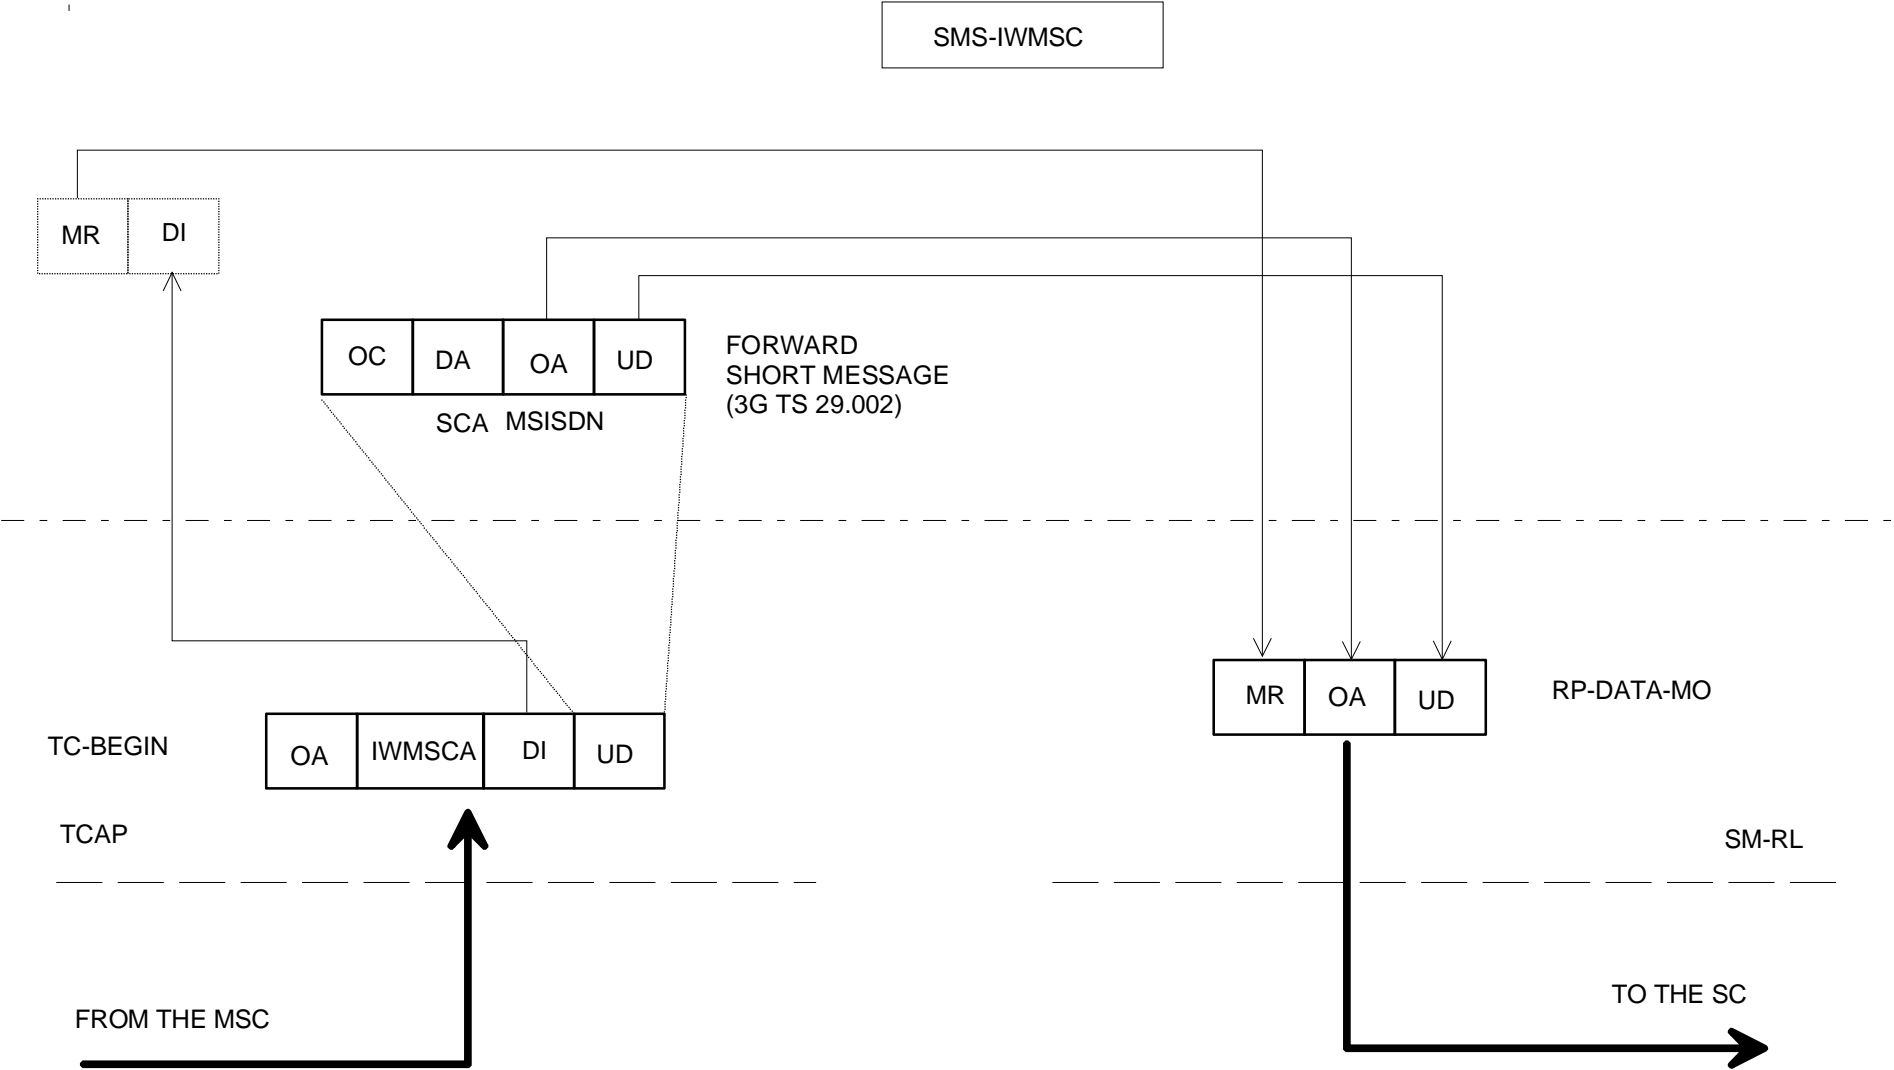 SMS-IWMSC
MR DI
OC DA OA UD
SCA MSISDN
FORWARD
SHORT MESSAGE
(3G TS 29.002)
MR OA UD
RP-DATA-MO
TC-BEGIN
OA IWMSCA DI UD
TCAP
SM-RL
FROM THE MSC
TO THE SC